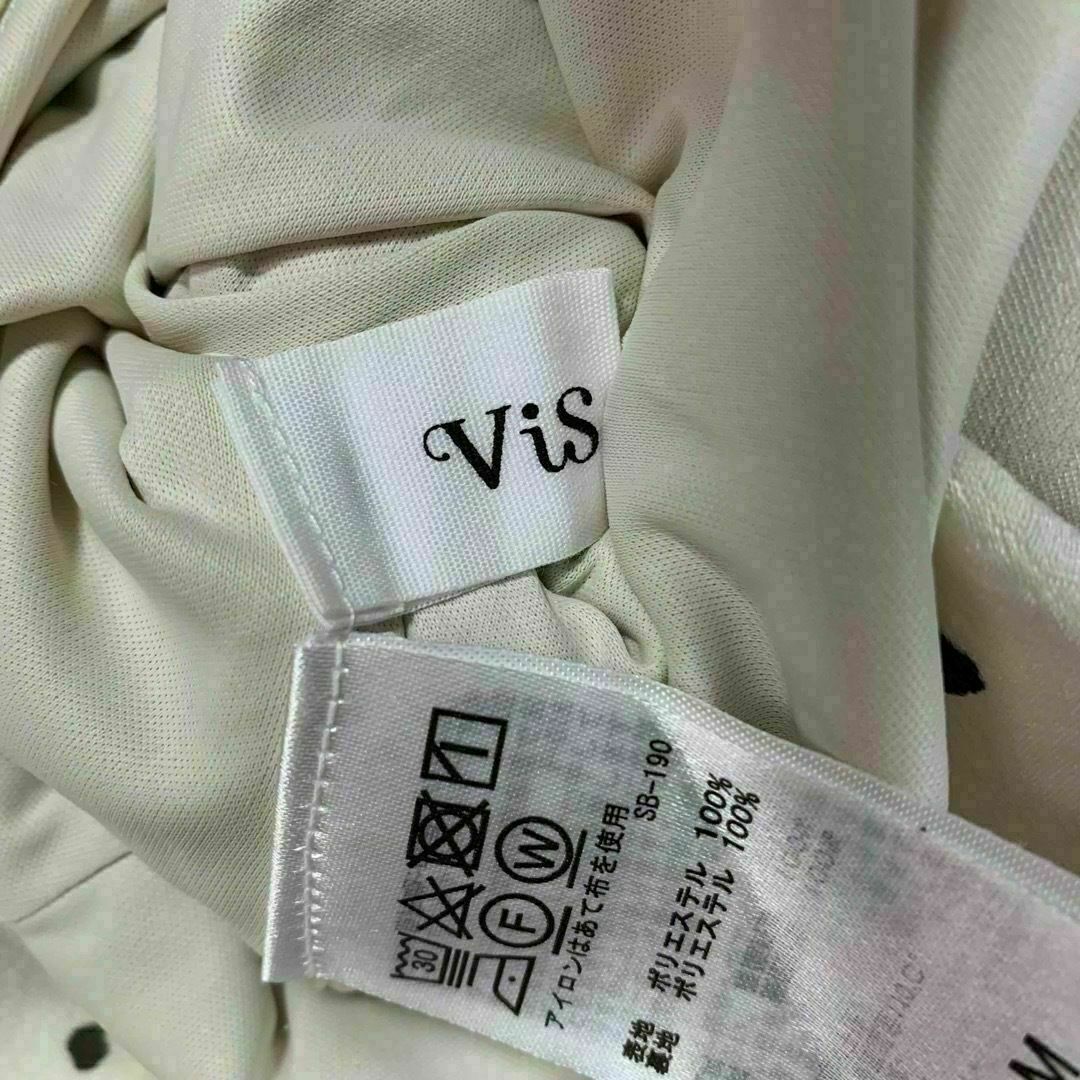 ViS
30
F
W
アイロンはあて布を使用
SB-190
表地 ポリエステル 100%
裏地 ポリエステル 100%
M